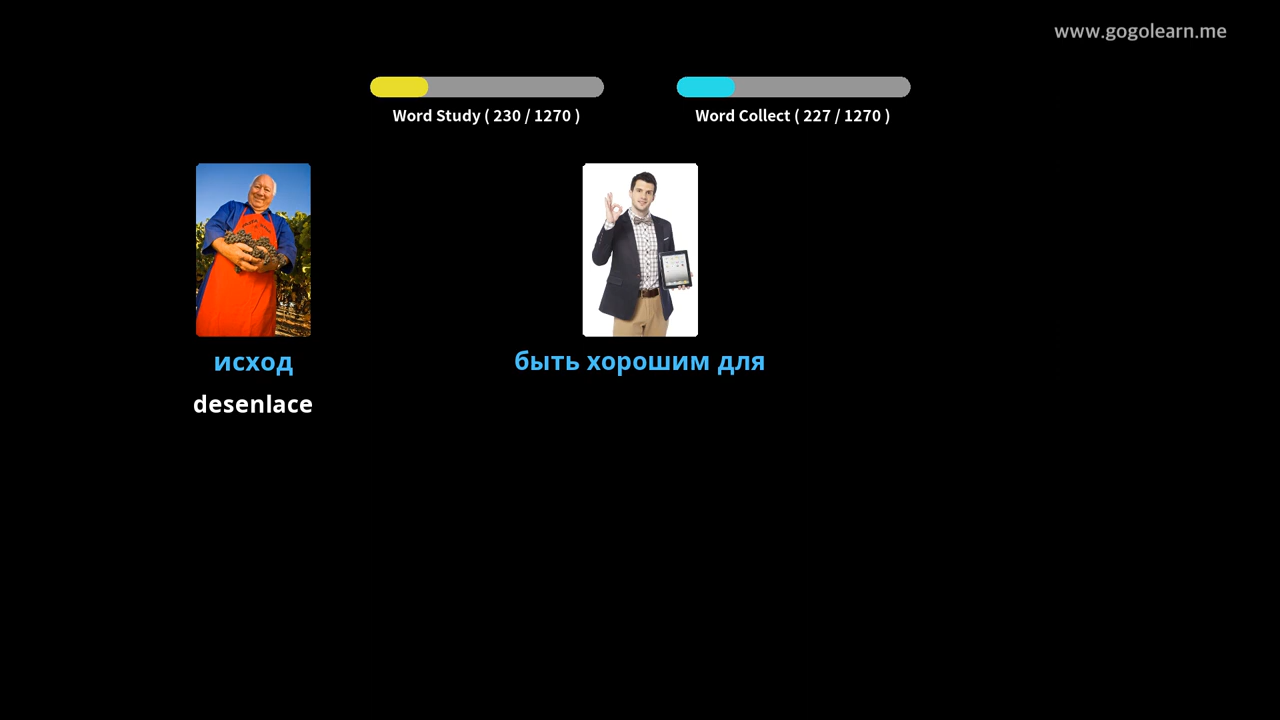 www.gogolearn.me
Word Study ( 230 / 1270 )
Word Collect ( 227 / 1270 )
исход
быть хорошим для
desenlace